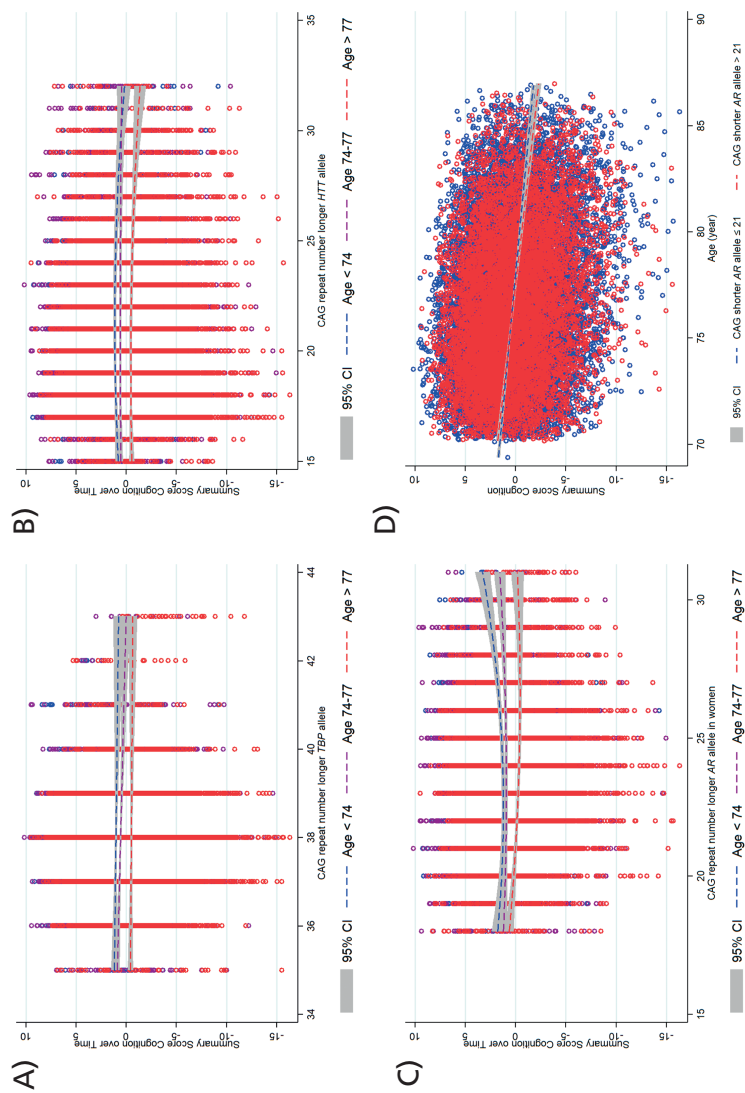 A)
10
5
0
-5
-10
-15
Summary Score Cognition over Time
34
36
38
40
42
44
CAG repeat number longer TBP allele
95% CI
Age < 74
Age 74-77
Age > 77
B)
10
5
0
-5
-10
-15
Summary Score Cognition over Time
15
20
25
30
35
CAG repeat number longer HTT allele
95% CI
Age < 74
Age 74-77
Age > 77
C)
10
5
0
-5
-10
-15
Summary Score Cognition over Time
15
20
25
30
CAG repeat number longer AR allele in women
95% CI
Age < 74
Age 74-77
Age > 77
D)
10
5
0
-5
-10
-15
Summary Score Cognition
70
75
80
85
90
Age (year)
95% CI
CAG shorter AR allele ≤ 21
CAG shorter AR allele > 21